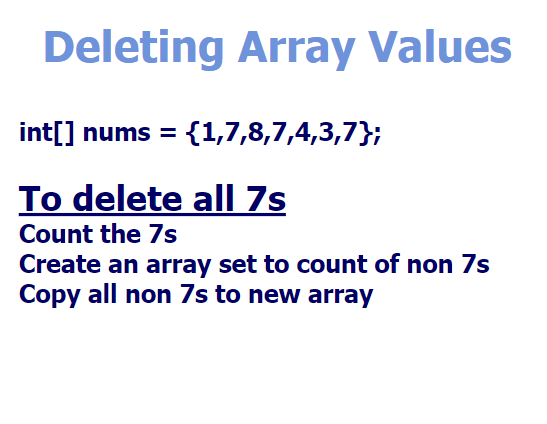 Deleting Array Values
int[] nums = {1,7,8,7,4,3,7};
To delete all 7s
Count the 7s
Create an array set to count of non 7s
Copy all non 7s to new array